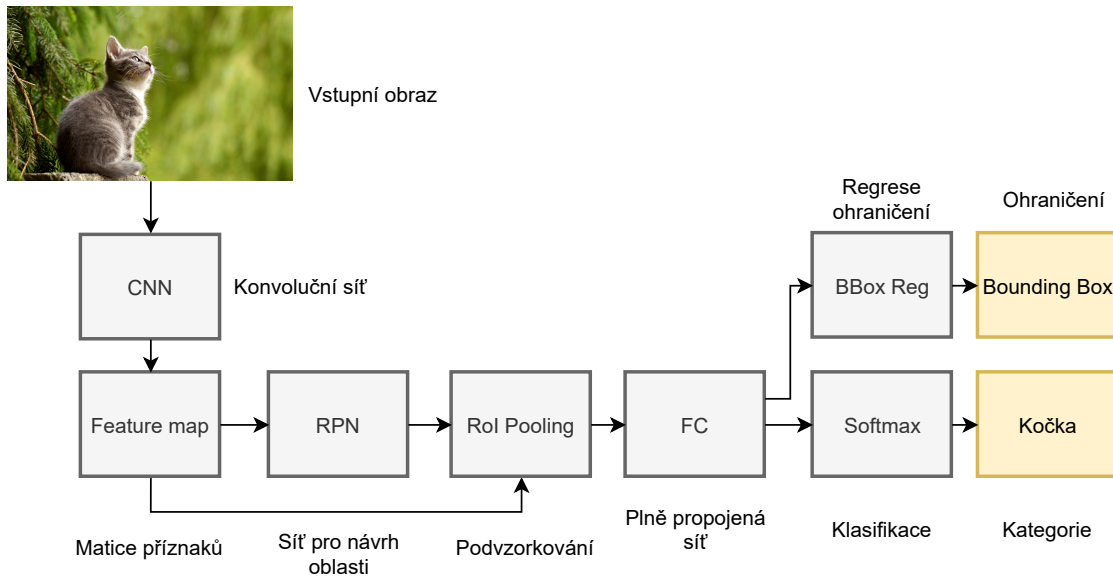 Vstupní obraz
Regrese
ohraničení
Ohraničení
CNN
Konvoluční síť
BBox Reg
Bounding Box
Feature map
RPN
RoI Pooling
FC
Softmax
Kočka
Matice příznaků
Síť pro návrh
oblasti
Podvzorkování
Plně propojená
síť
Klasifikace
Kategorie